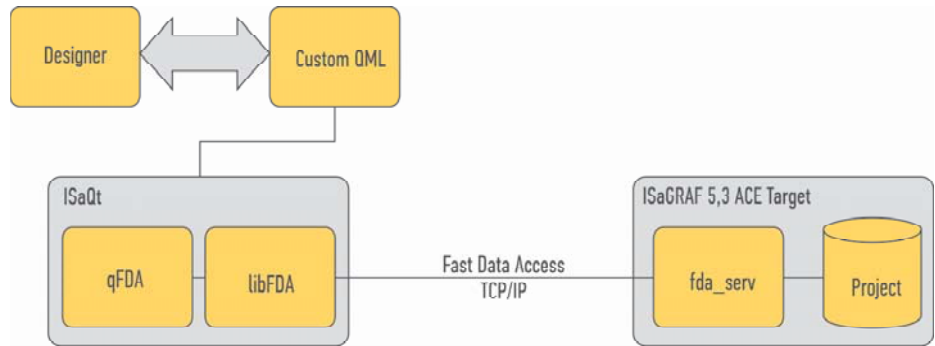 Designer
Custom QML
ISaQt
ISaGRAF 5,3 ACE Target
qFDA
libFDA
Fast Data Access
TCP/IP
fda_serv
Project